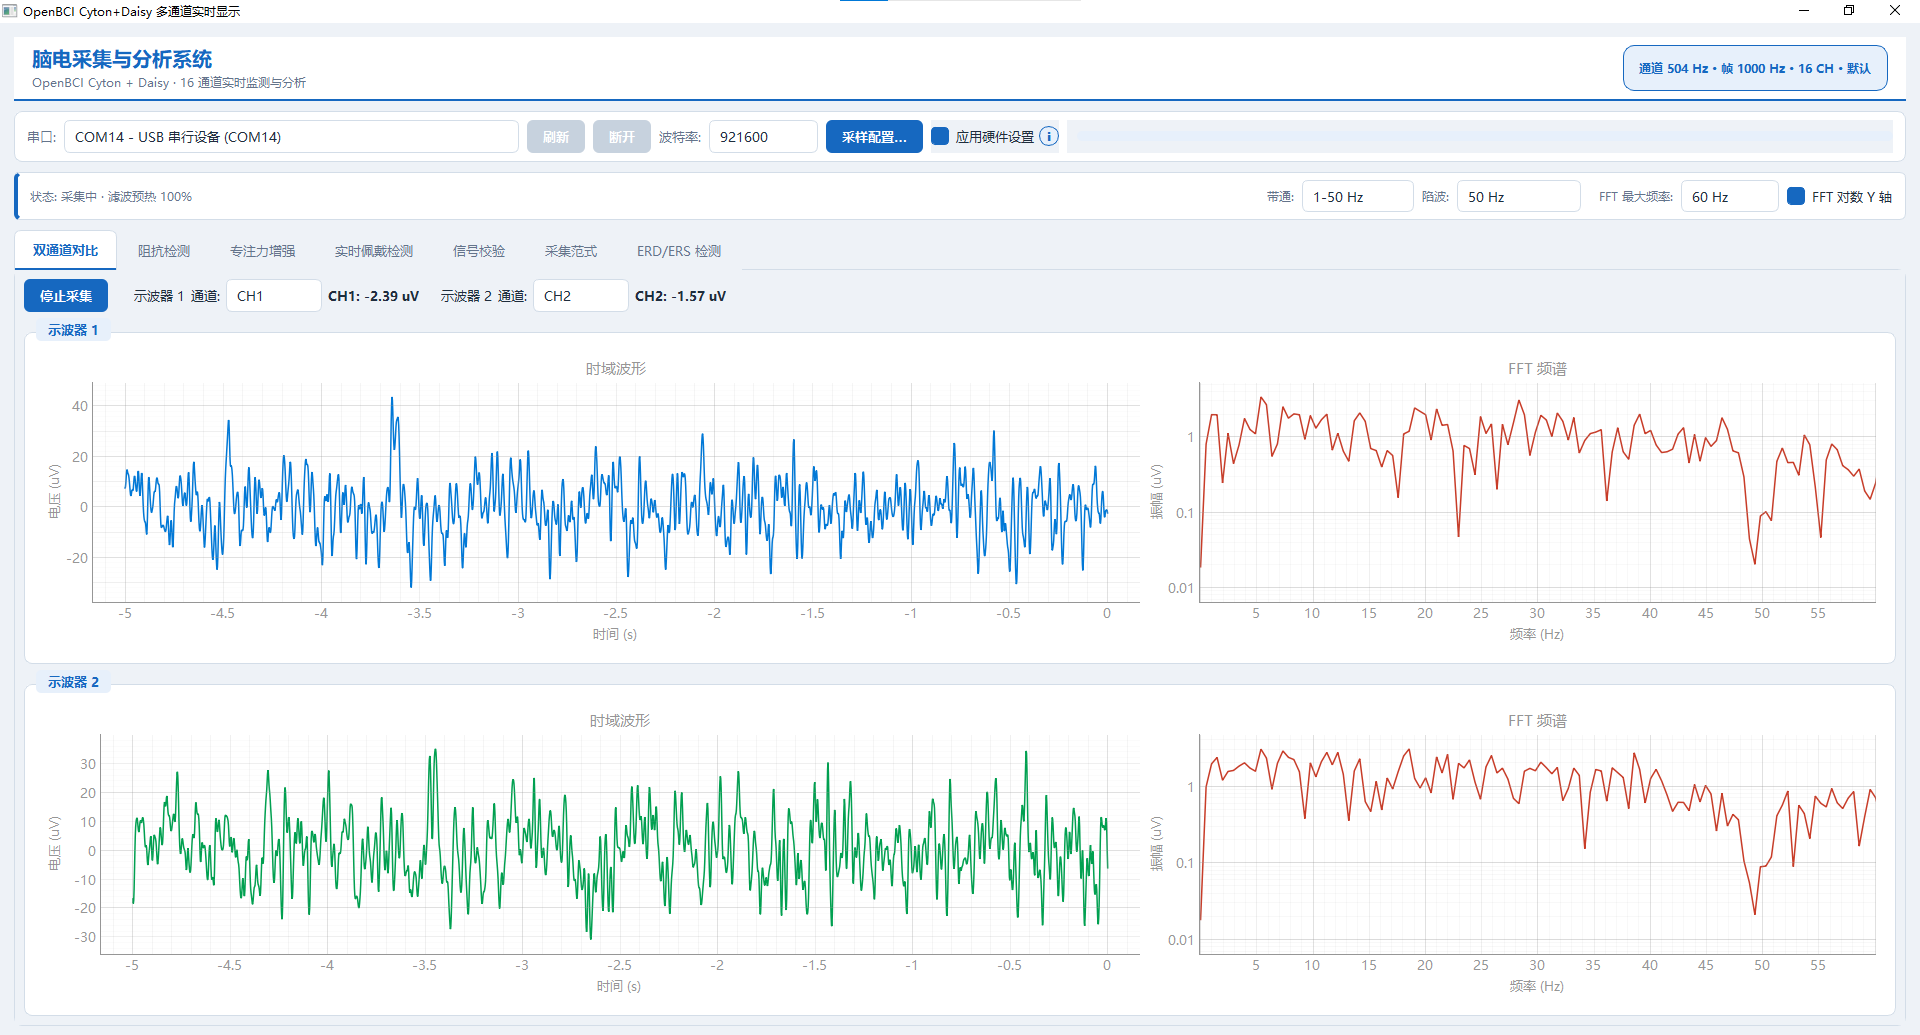 OpenBCI Cyton+Daisy 多通道实时显示
脑电采集与分析系统
OpenBCI Cyton + Daisy · 16 通道实时监测与分析
通道 504 Hz • 帧 1000 Hz • 16 CH • 默认
串口: COM14 - USB 串行设备 (COM14) 刷新 断开 波特率: 921600 采样配置... 应用硬件设置 i
状态: 采集中 · 滤波预热 100% 带通: 1-50 Hz 陷波: 50 Hz FFT 最大频率: 60 Hz FFT 对数 Y 轴
双通道对比 阻抗检测 专注力增强 实时佩戴检测 信号校验 采集范式 ERD/ERS 检测
停止采集 示波器 1 通道: CH1 CH1: -2.39 uV 示波器 2 通道: CH2 CH2: -1.57 uV
示波器 1
时域波形
电压 (uV)
40
20
0
-20
-5 -4.5 -4 -3.5 -3 -2.5 -2 -1.5 -1 -0.5 0
时间 (s)
FFT 频谱
振幅 (uV)
1
0.1
0.01
5 10 15 20 25 30 35 40 45 50 55
频率 (Hz)
示波器 2
时域波形
电压 (uV)
30
20
10
0
-10
-20
-30
-5 -4.5 -4 -3.5 -3 -2.5 -2 -1.5 -1 -0.5 0
时间 (s)
FFT 频谱
振幅 (uV)
1
0.1
0.01
5 10 15 20 25 30 35 40 45 50 55
频率 (Hz)